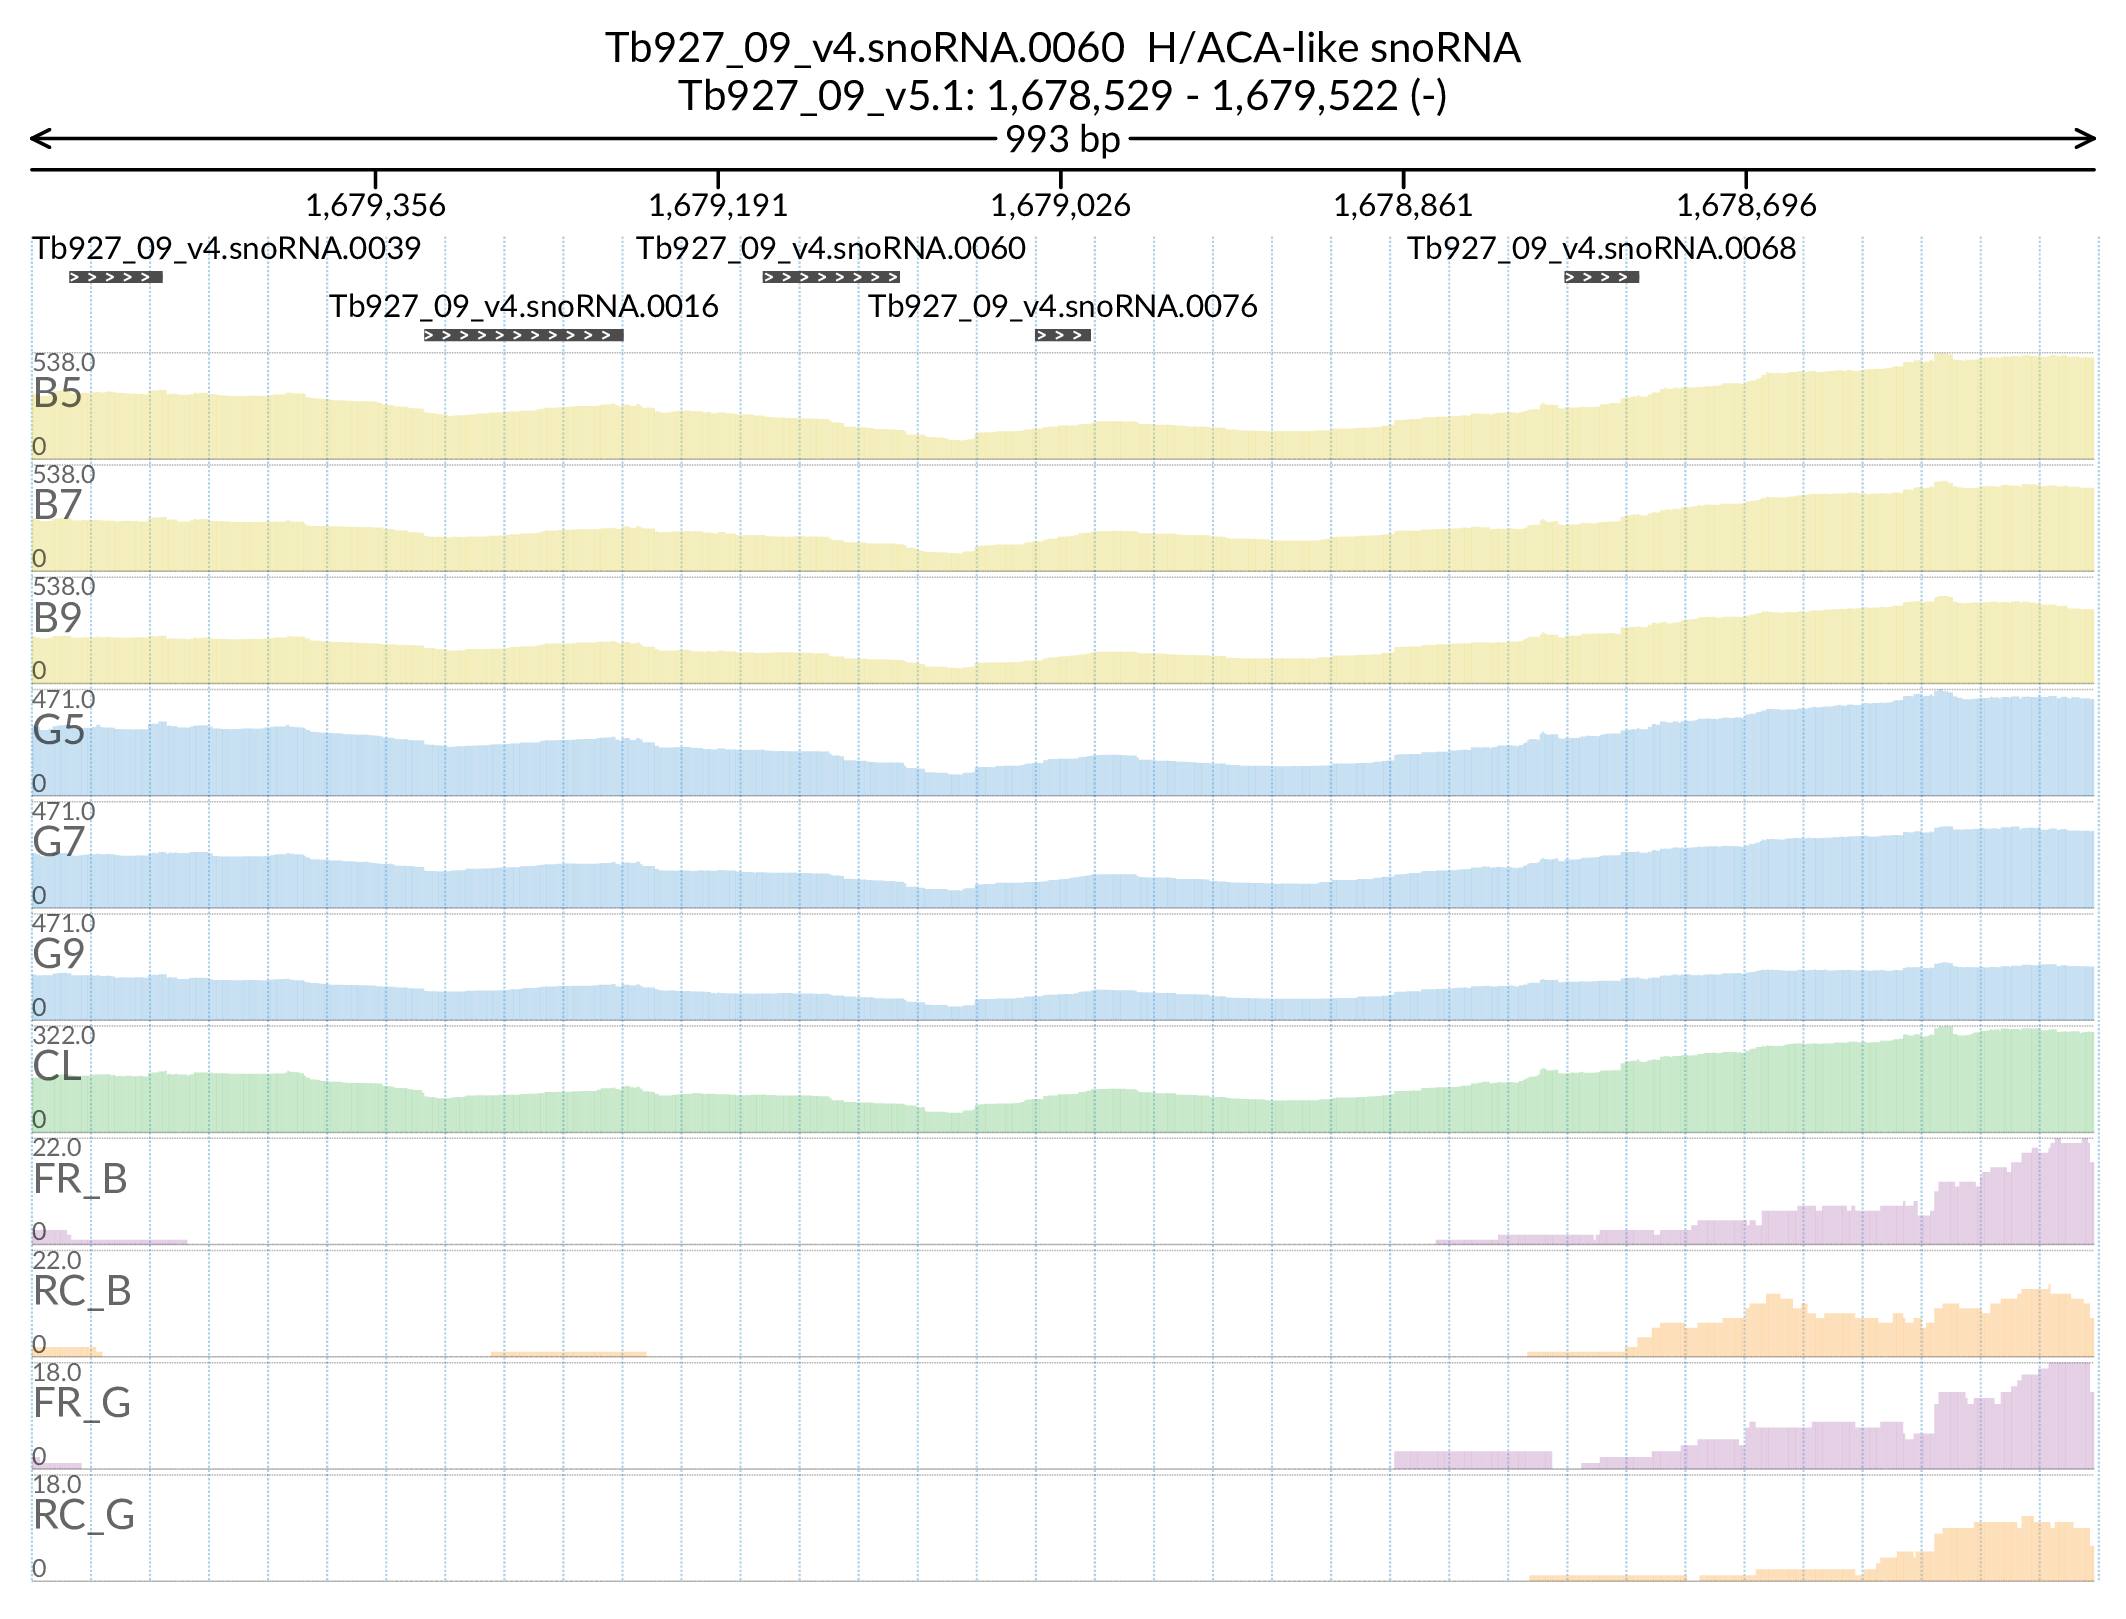 Tb927_09_v4.snoRNA.0060 H/ACA-like snoRNA
Tb927_09_v5.1: 1,678,529 - 1,679,522 (-)
993 bp
1,679,356 1,679,191 1,679,026 1,678,861 1,678,696
Tb927_09_v4.snoRNA.0039 Tb927_09_v4.snoRNA.0060 Tb927_09_v4.snoRNA.0068
Tb927_09_v4.snoRNA.0016 Tb927_09_v4.snoRNA.0076
538.0
B5
0
538.0
B7
0
538.0
B9
0
471.0
G5
0
471.0
G7
0
471.0
G9
0
322.0
CL
0
22.0
FR_B
0
22.0
RC_B
0
18.0
FR_G
0
18.0
RC_G
0